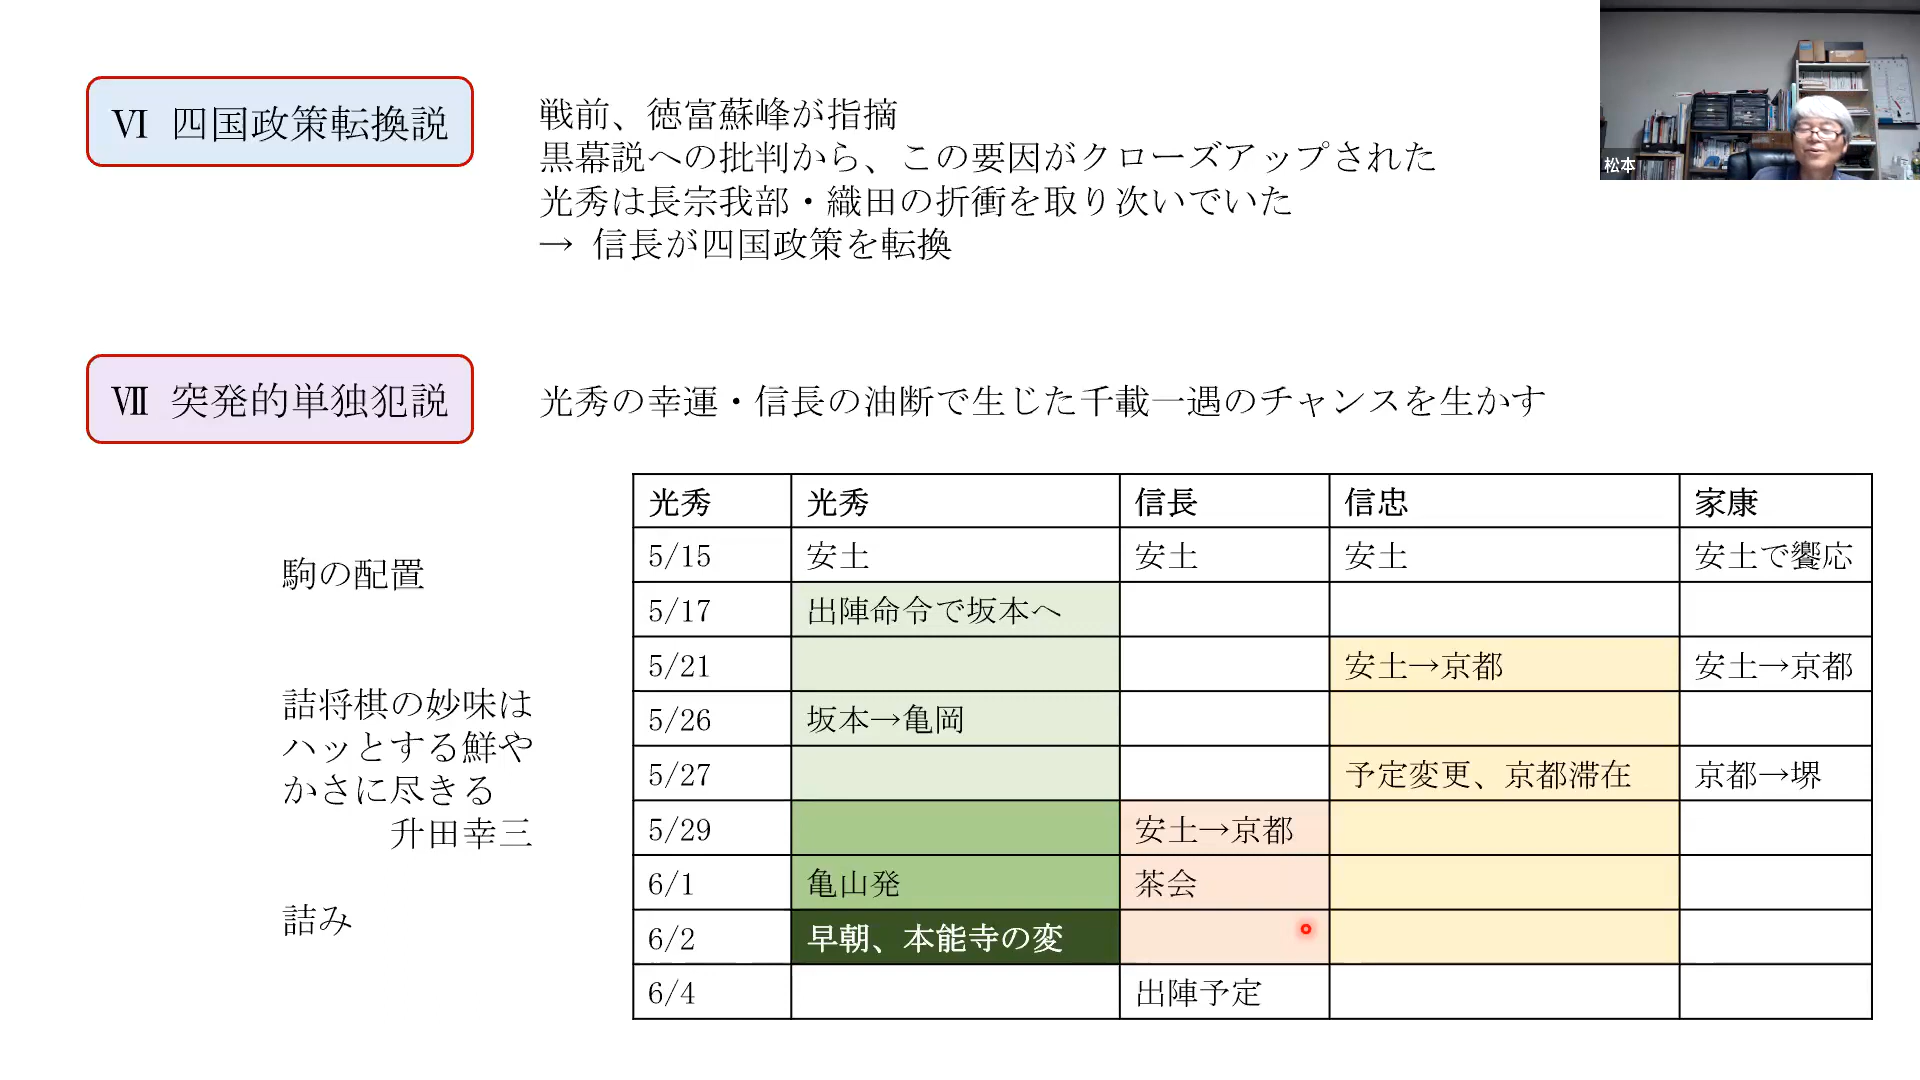 Ⅵ 四国政策転換説
戦前、徳富蘇峰が指摘
黒幕説への批判から、この要因がクローズアップされた
光秀は長宗我部・織田の折衝を取り次いでいた
→ 信長が四国政策を転換
松本
Ⅶ 突発的単独犯説
光秀の幸運・信長の油断で生じた千載一遇のチャンスを生かす
駒の配置
詰将棋の妙味は
ハッとする鮮や
かさに尽きる
升田幸三
詰み
光秀 光秀 信長 信忠 家康
5/15 安土 安土 安土 安土で饗応
5/17 出陣命令で坂本へ
5/21 安土→京都 安土→京都
5/26 坂本→亀岡
5/27 予定変更、京都滞在 京都→堺
5/29 安土→京都
6/1 亀山発 茶会
6/2 早朝、本能寺の変
6/4 出陣予定